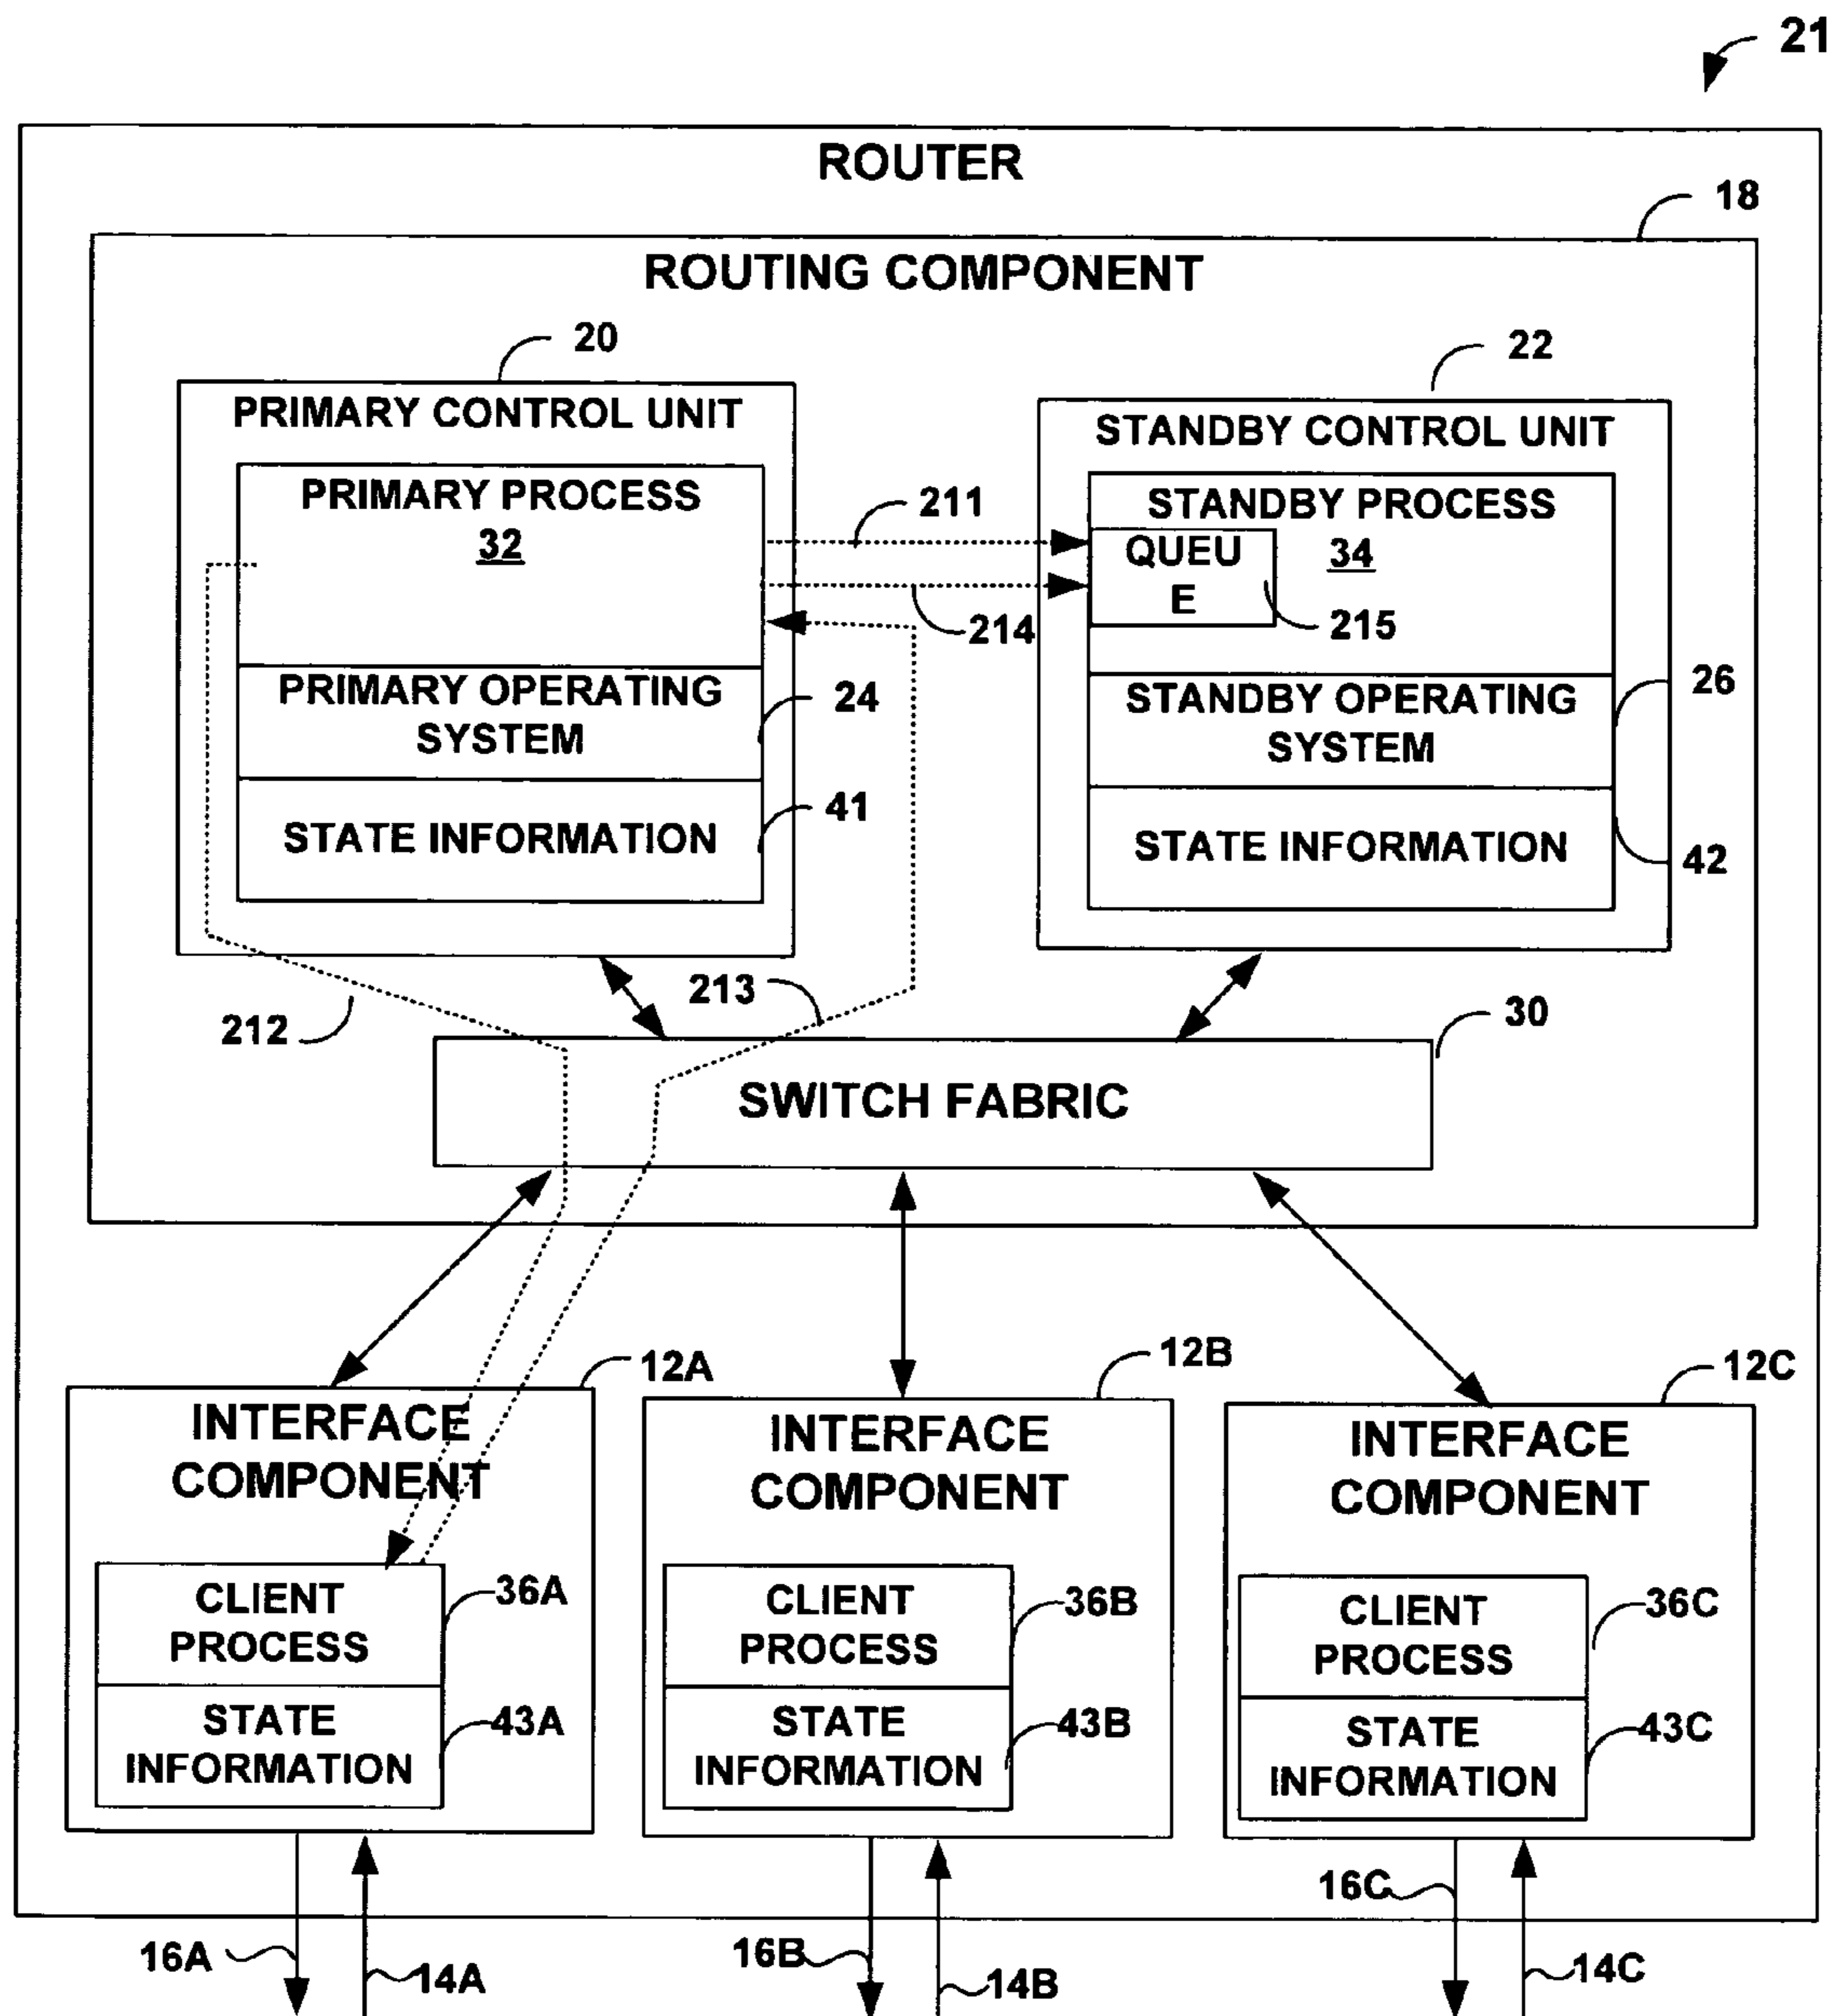 21
ROUTER
18
ROUTING COMPONENT
20
22
PRIMARY CONTROL UNIT
STANDBY CONTROL UNIT
PRIMARY PROCESS
32
211
STANDBY PROCESS
34
QUEU
E
214
215
PRIMARY OPERATING
SYSTEM
24
STANDBY OPERATING
SYSTEM
26
STATE INFORMATION
41
STATE INFORMATION
42
212
213
30
SWITCH FABRIC
12A
12B
12C
INTERFACE
COMPONENT
INTERFACE
COMPONENT
INTERFACE
COMPONENT
CLIENT
PROCESS
36A
CLIENT
PROCESS
36B
CLIENT
PROCESS
36C
STATE
INFORMATION
43A
STATE
INFORMATION
43B
STATE
INFORMATION
43C
16A
14A
16B
14B
16C
14C